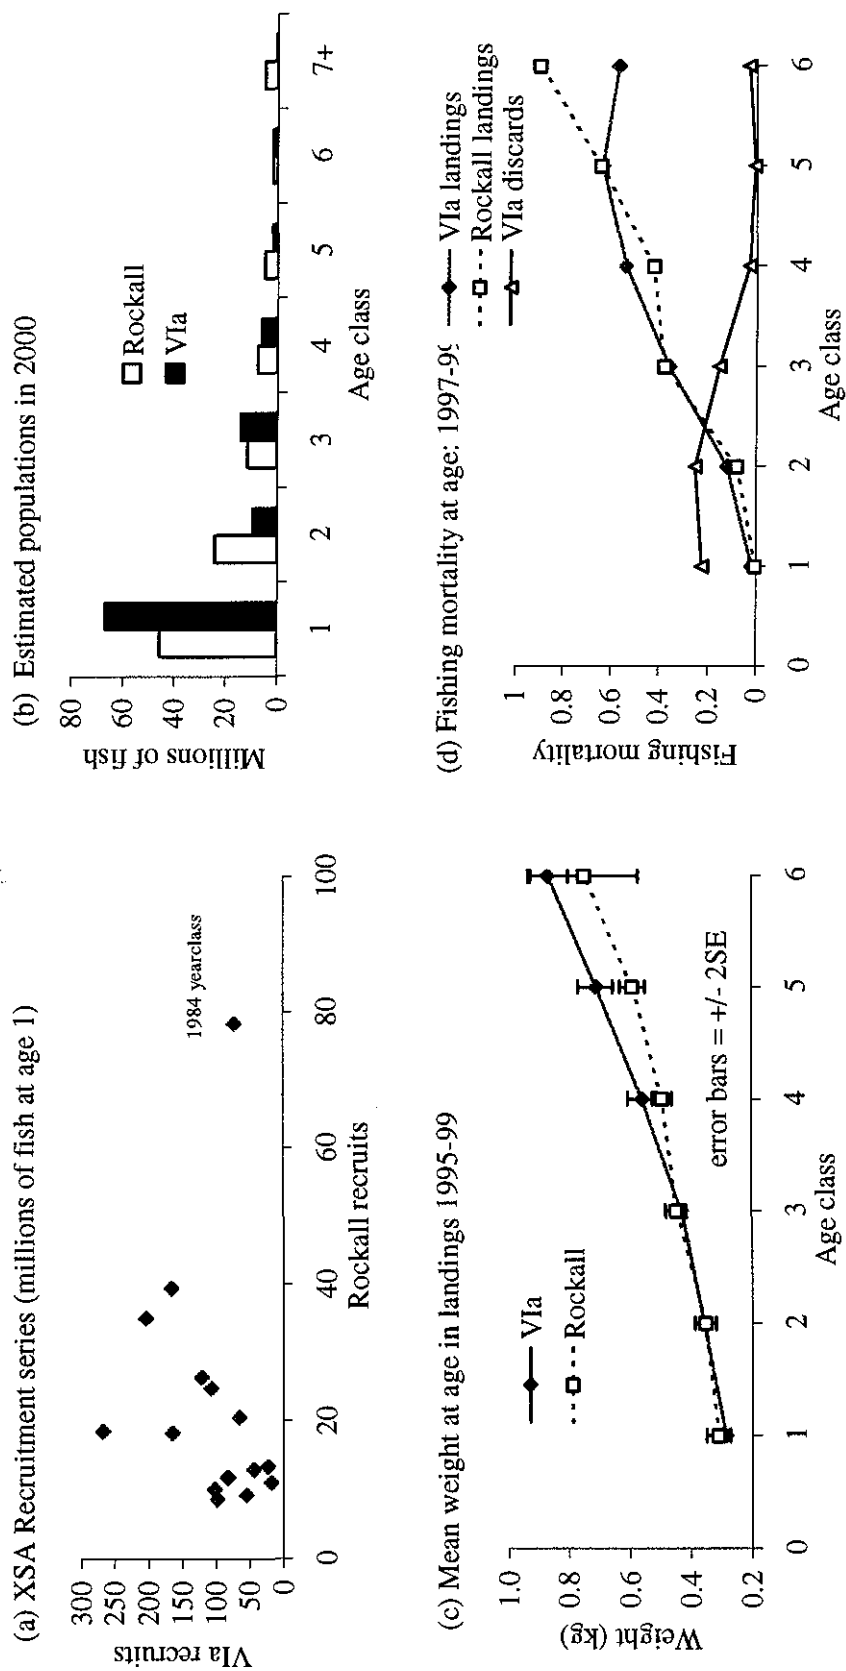 (a) XSA Recruitment series (millions of fish at age 1)
300
250
200
150
100
50
0
VIa recruits
1984 yearclass
0
20
40
60
80
100
Rockall recruits
(b) Estimated populations in 2000
80
60
40
20
0
Millions of fish
Rockall
VIa
1
2
3
4
5
6
7+
Age class
(c) Mean weight at age in landings 1995-99
1.0
0.8
0.6
0.4
0.2
Weight (kg)
VIa
Rockall
error bars = +/- 2SE
0
1
2
3
4
5
6
Age class
(d) Fishing mortality at age: 1997-99
1
0.8
0.6
0.4
0.2
0
Fishing mortality
VIa landings
Rockall landings
VIa discards
0
1
2
3
4
5
6
Age class